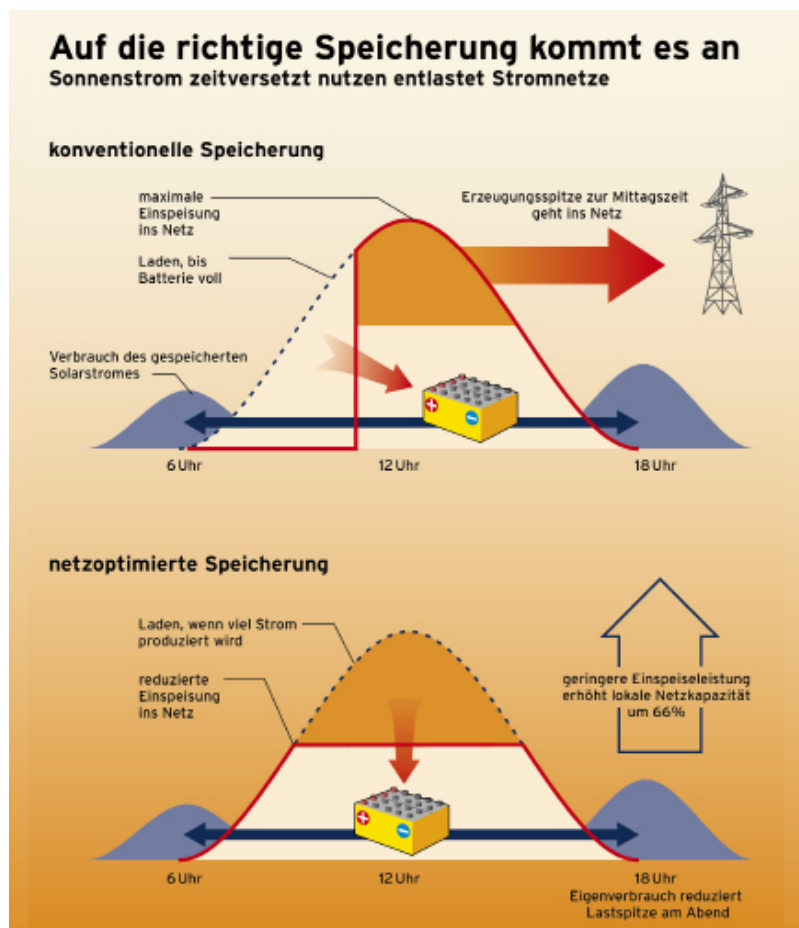 Auf die richtige Speicherung kommt es an
Sonnenstrom zeitversetzt nutzen entlastet Stromnetze
konventionelle Speicherung
maximale
Einspeisung
ins Netz
Erzeugungsspitze zur Mittagszeit
geht ins Netz
Laden, bis
Batterie voll
Verbrauch des gespeicherten
Solarstromes
6 Uhr
12 Uhr
18 Uhr
netzoptimierte Speicherung
Laden, wenn viel Strom
produziert wird
reduzierte
Einspeisung
ins Netz
geringere Einspeiseleistung
erhöht lokale Netzkapazität
um 66%
6 Uhr
12 Uhr
18 Uhr
Eigenverbrauch reduziert
Lastspitze am Abend